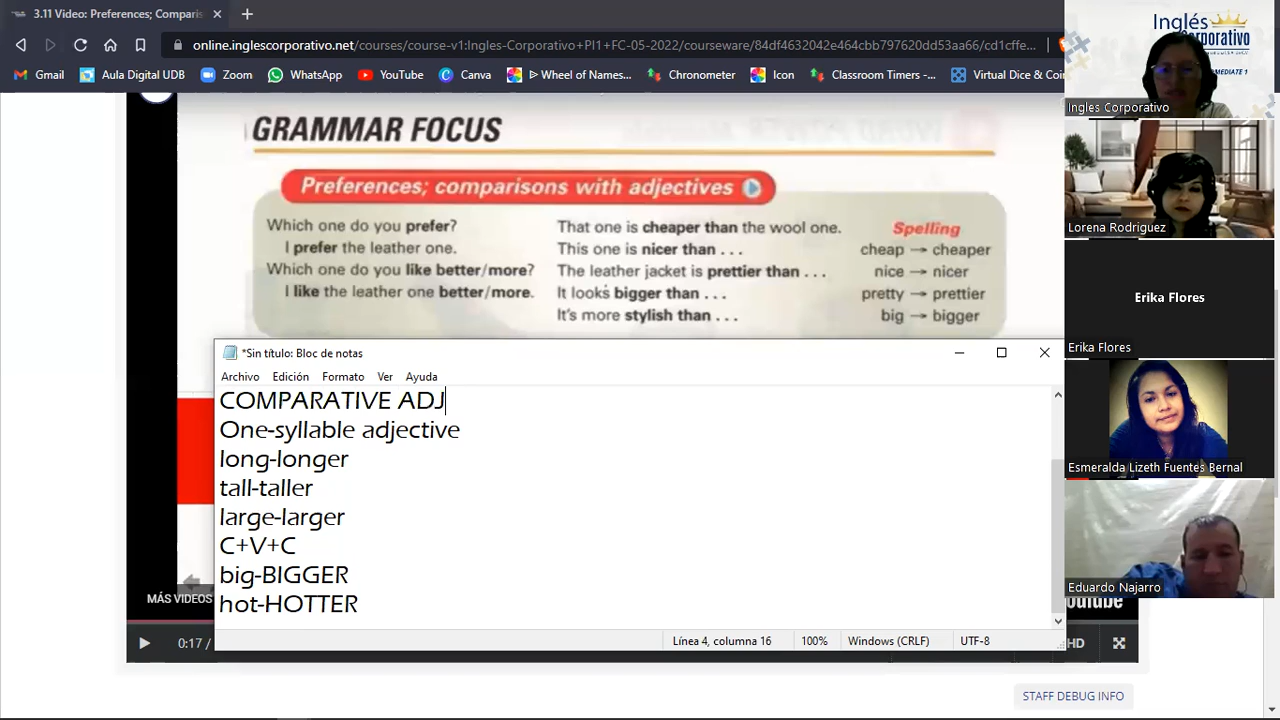 3.11 Video: Preferences; Comparis
online.inglescorporativo.net/courses/course-v1:Ingles-Corporativo+PI1+FC-05-2022/courseware/84df4632042e464cbb797620dd53aa66/cd1cffe...
Gmail
Aula Digital UDB
Zoom
WhatsApp
YouTube
Canva
Wheel of Names...
Chronometer
Icon
Classroom Timers -...
Virtual Dice & Coi
GRAMMAR FOCUS
Preferences; comparisons with adjectives
Which one do you prefer?
I prefer the leather one.
Which one do you like better/more?
I like the leather one better/more.
That one is cheaper than the wool one.
This one is nicer than . . .
The leather jacket is prettier than . . .
It looks bigger than . . .
It's more stylish than . . .
Spelling
cheap → cheaper
nice → nicer
pretty → prettier
big → bigger
*Sin título: Bloc de notas
Archivo Edición Formato Ver Ayuda
COMPARATIVE ADJ
One-syllable adjective
long-longer
tall-taller
large-larger
C+V+C
big-BIGGER
hot-HOTTER
Línea 4, columna 16 100% Windows (CRLF) UTF-8
MÁS VIDEOS
0:17 /
HD
STAFF DEBUG INFO
Inglés
Corporativo
Ingles Corporativo
Lorena Rodriguez
Erika Flores
Erika Flores
Esmeralda Lizeth Fuentes Bernal
Eduardo Najarro